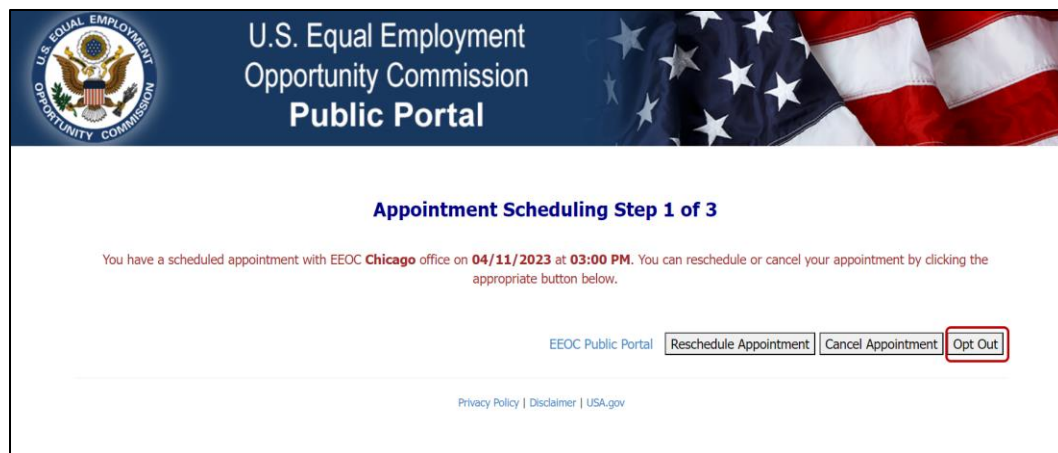 U.S. EQUAL EMPLOYMENT OPPORTUNITY COMMISSION
U.S. Equal Employment
Opportunity Commission
Public Portal
Appointment Scheduling Step 1 of 3
You have a scheduled appointment with EEOC Chicago office on 04/11/2023 at 03:00 PM. You can reschedule or cancel your appointment by clicking the
appropriate button below.
EEOC Public Portal Reschedule Appointment Cancel Appointment Opt Out
Privacy Policy | Disclaimer | USA.gov